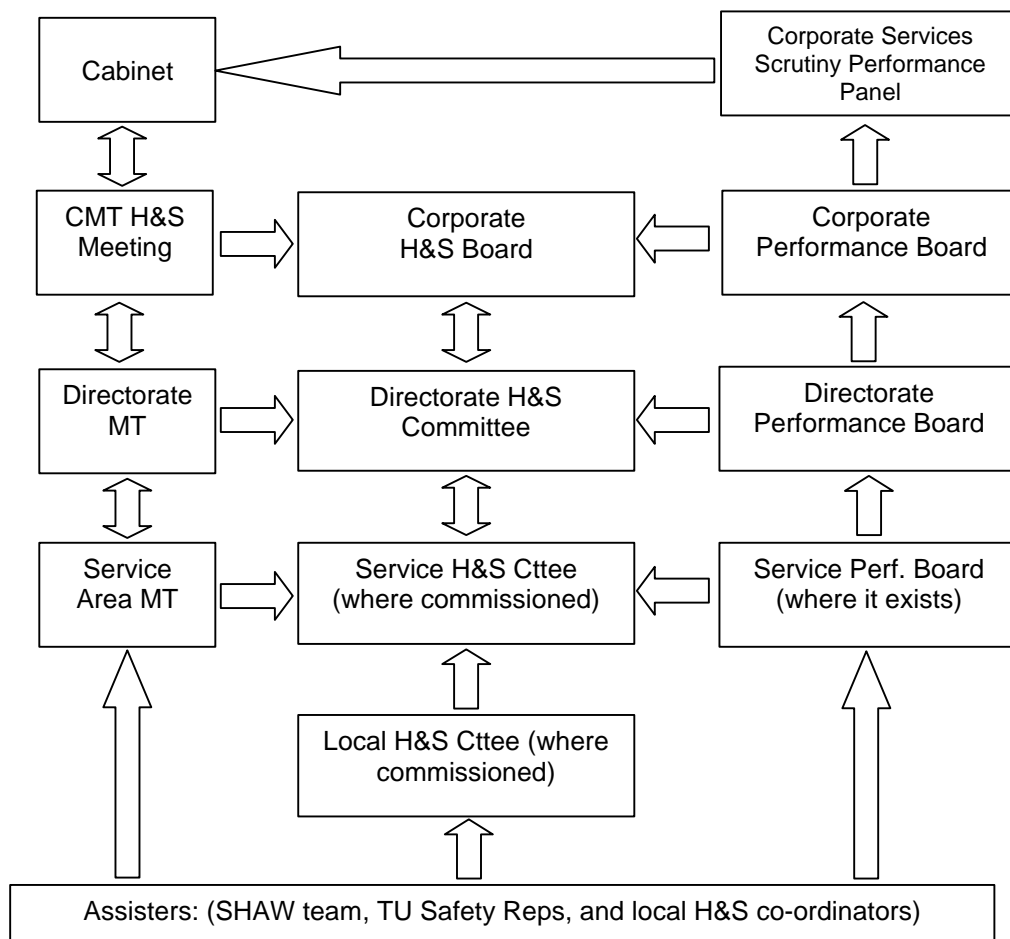 Cabinet
Corporate Services
Scrutiny Performance
Panel
CMT H&S
Meeting
Corporate
H&S Board
Corporate
Performance Board
Directorate
MT
Directorate H&S
Committee
Directorate
Performance Board
Service
Area MT
Service H&S Cttee
(where commissioned)
Service Perf. Board
(where it exists)
Local H&S Cttee (where
commissioned)
Assisters: (SHAW team, TU Safety Reps, and local H&S co-ordinators)